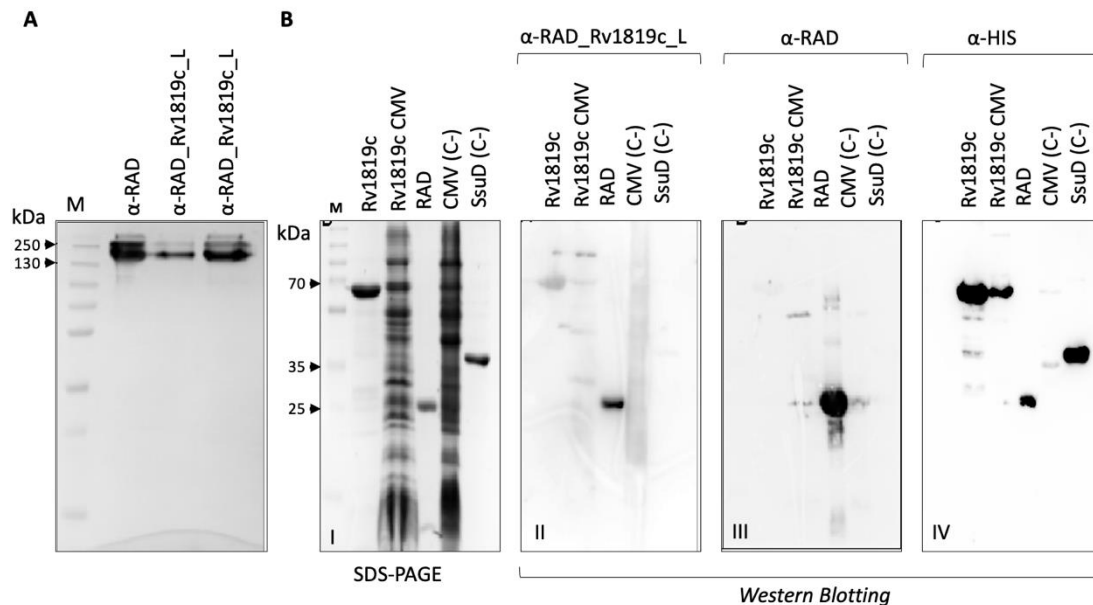 A
B
α-RAD_Rv1819c_L
α-RAD
α-HIS
M
α-RAD
α-RAD_Rv1819c_L
α-RAD_Rv1819c_L
kDa
250
130
M
Rv1819c
Rv1819c CMV
RAD
CMV (C-)
SsuD (C-)
kDa
70
35
25
I
SDS-PAGE
Rv1819c
Rv1819c CMV
RAD
CMV (C-)
SsuD (C-)
II
Rv1819c
Rv1819c CMV
RAD
CMV (C-)
SsuD (C-)
III
Rv1819c
Rv1819c CMV
RAD
CMV (C-)
SsuD (C-)
IV
Western Blotting